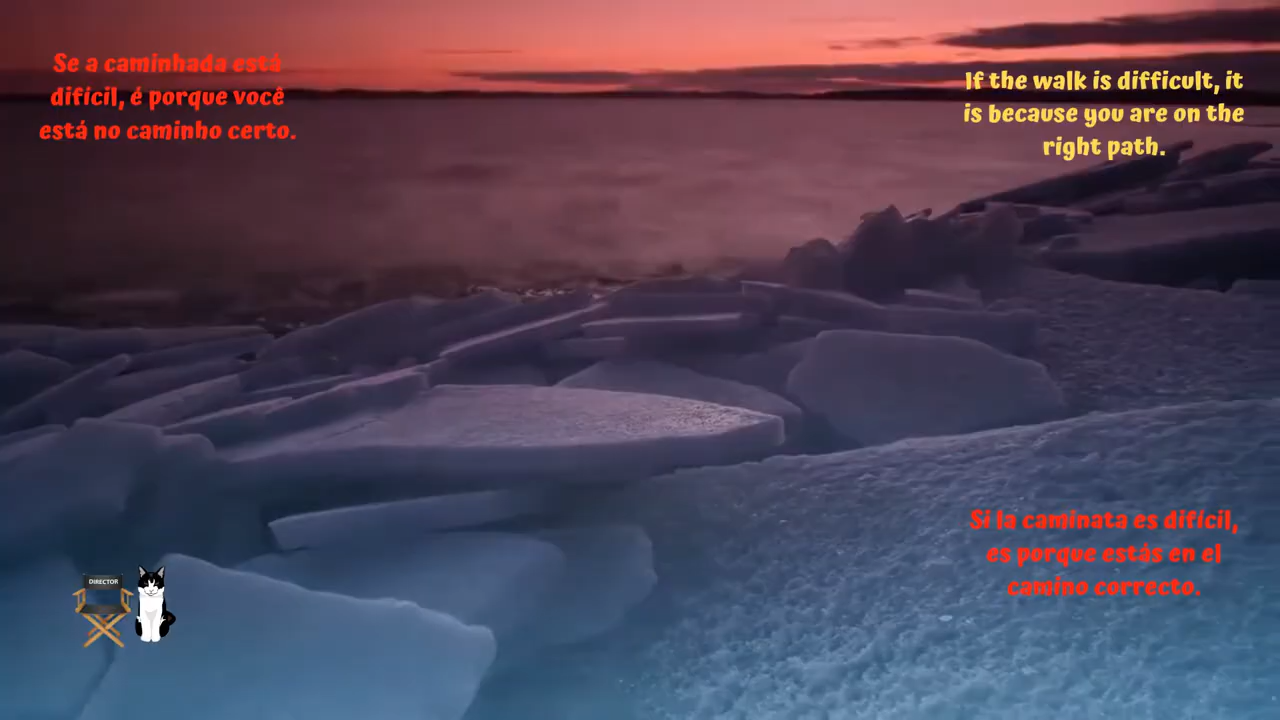 Se a caminhada está
difícil, é porque você
está no caminho certo.
If the walk is difficult, it
is because you are on the
right path.
Si la caminata es difícil,
es porque estás en el
camino correcto.
DIRECTOR